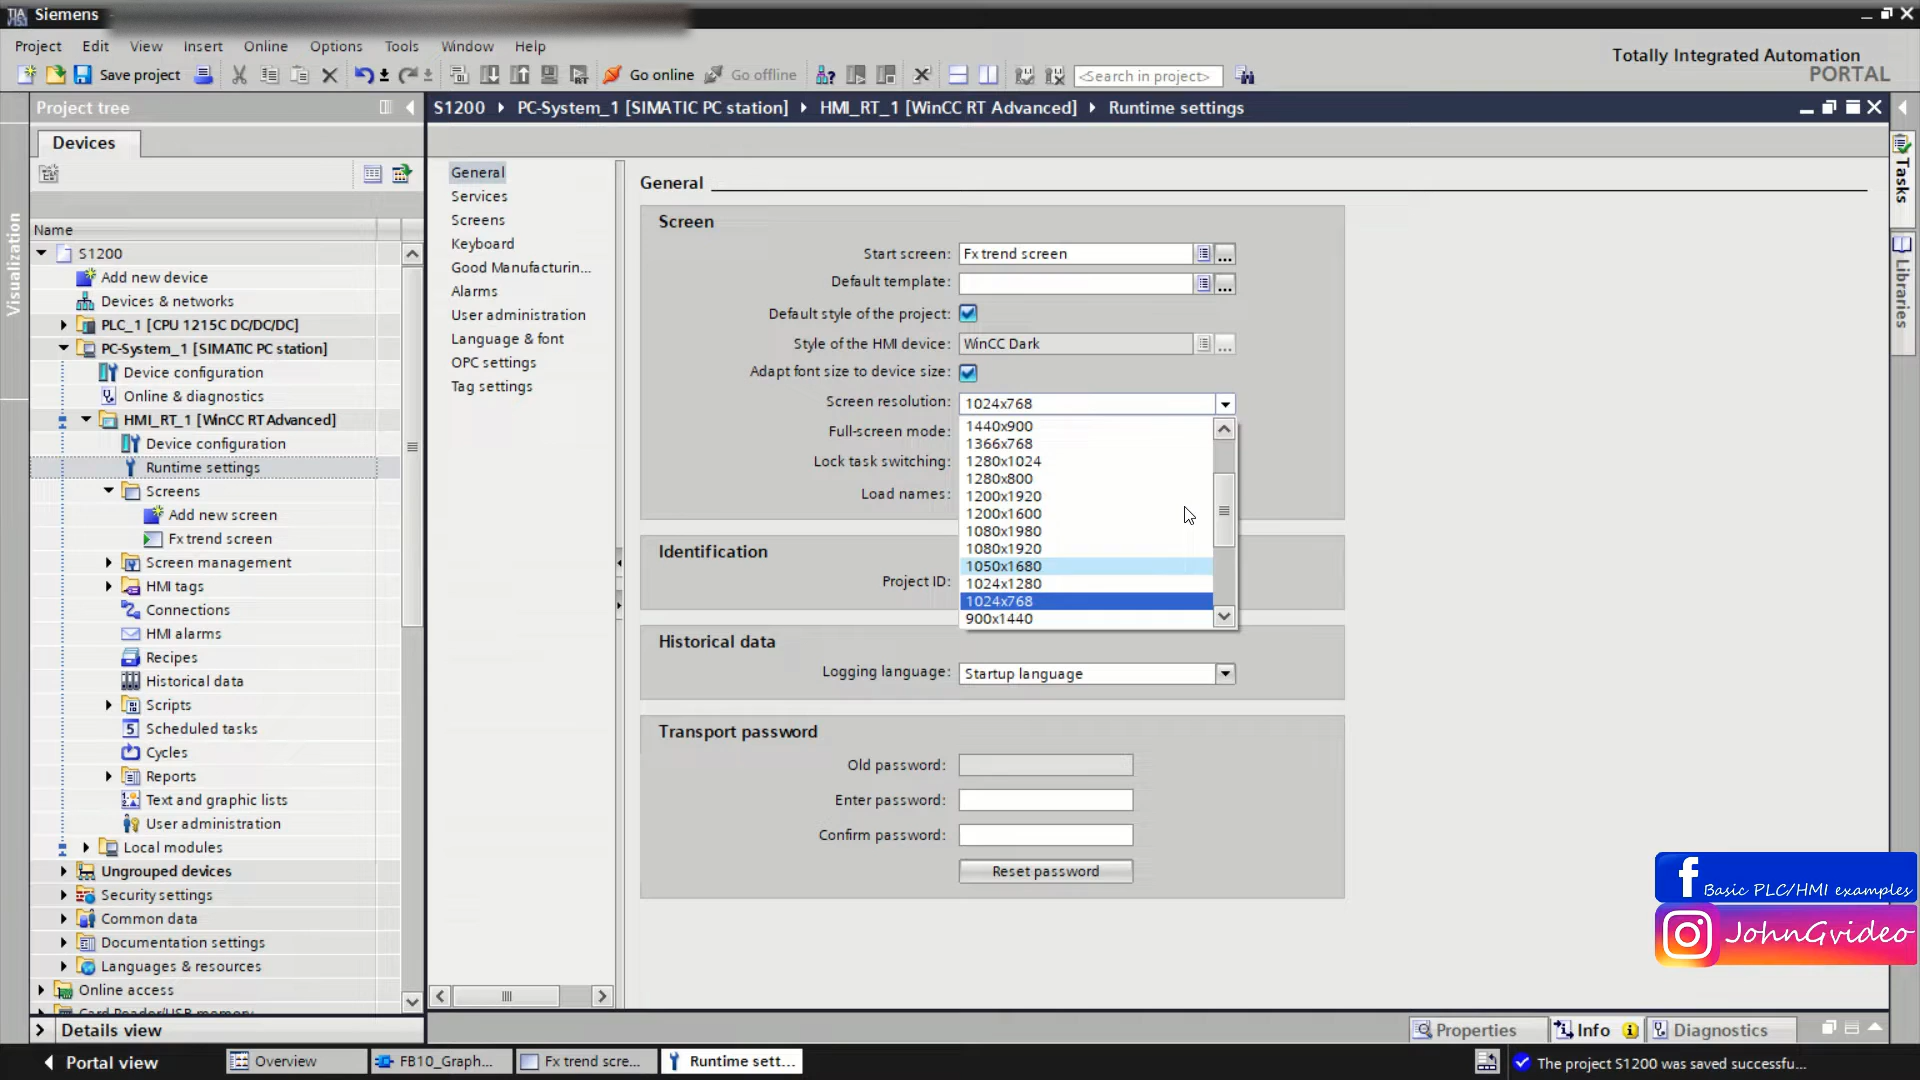 Siemens
Project Edit View Insert Online Options Tools Window Help
Totally Integrated Automation
PORTAL
Save project
Go online
Go offline
<Search in project>
Project tree
S1200 PC-System_1 [SIMATIC PC station] HMI_RT_1 [WinCC RT Advanced] Runtime settings
Devices
Visualization
Name
S1200
Add new device
Devices & networks
PLC_1 [CPU 1215C DC/DC/DC]
PC-System_1 [SIMATIC PC station]
Device configuration
Online & diagnostics
HMI_RT_1 [WinCC RT Advanced]
Device configuration
Runtime settings
Screens
Add new screen
Fx trend screen
Screen management
HMI tags
Connections
HMI alarms
Recipes
Historical data
Scripts
Scheduled tasks
Cycles
Reports
Text and graphic lists
User administration
Local modules
Ungrouped devices
Security settings
Common data
Documentation settings
Languages & resources
Online access
Card Reader/USB memory
Details view
General
Services
Screens
Keyboard
Good Manufacturin...
Alarms
User administration
Language & font
OPC settings
Tag settings
General
Screen
Start screen: Fx trend screen
Default template:
Default style of the project:
Style of the HMI device: WinCC Dark
Adapt font size to device size:
Screen resolution: 1024x768
Full-screen mode:
Lock task switching:
Load names:
1440x900
1366x768
1280x1024
1280x800
1200x1920
1200x1600
1080x1980
1080x1920
1050x1680
1024x1280
1024x768
900x1440
Identification
Project ID:
Historical data
Logging language: Startup language
Transport password
Old password:
Enter password:
Confirm password:
Reset password
Tasks
Libraries
Basic PLC/HMI examples
JohnGvideo
Properties Info Diagnostics
Portal view Overview FB10_Graph... Fx trend scre... Runtime sett...
The project S1200 was saved successfu...